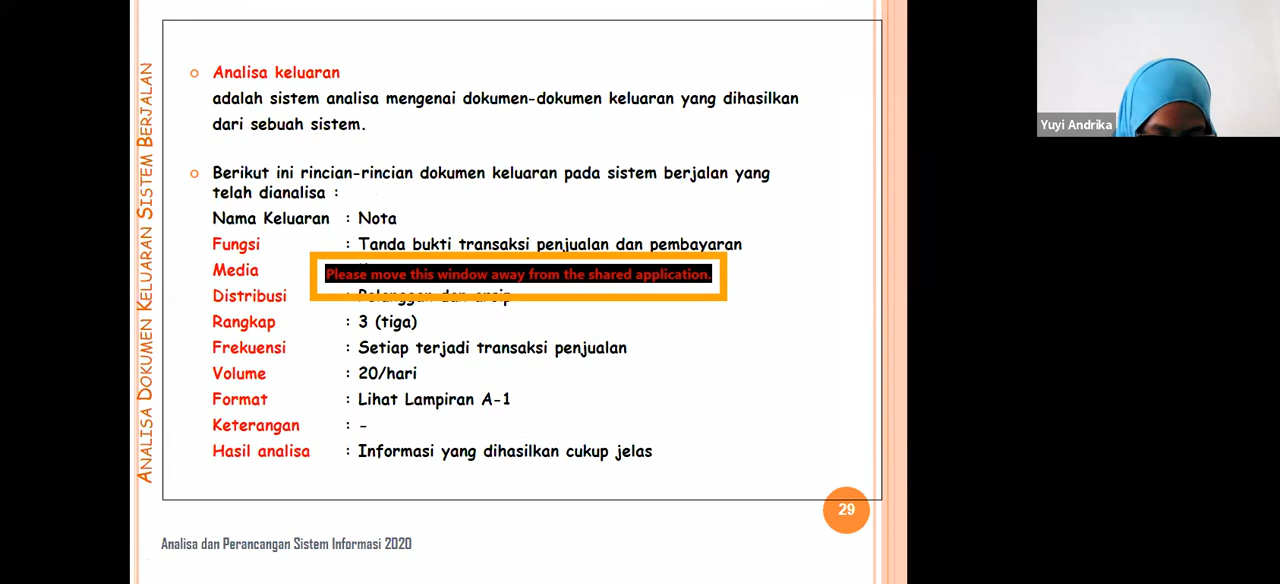 ANALISA DOKUMEN KELUARAN SISTEM BERJALAN
Analisa keluaran
adalah sistem analisa mengenai dokumen-dokumen keluaran yang dihasilkan
dari sebuah sistem.
Berikut ini rincian-rincian dokumen keluaran pada sistem berjalan yang
telah dianalisa :
Nama Keluaran : Nota
Fungsi : Tanda bukti transaksi penjualan dan pembayaran
Media
Please move this window away from the shared application.
Distribusi : Pelanggan dan arsip
Rangkap : 3 (tiga)
Frekuensi : Setiap terjadi transaksi penjualan
Volume : 20/hari
Format : Lihat Lampiran A-1
Keterangan : -
Hasil analisa : Informasi yang dihasilkan cukup jelas
29
Analisa dan Perancangan Sistem Informasi 2020
Yuyi Andrika